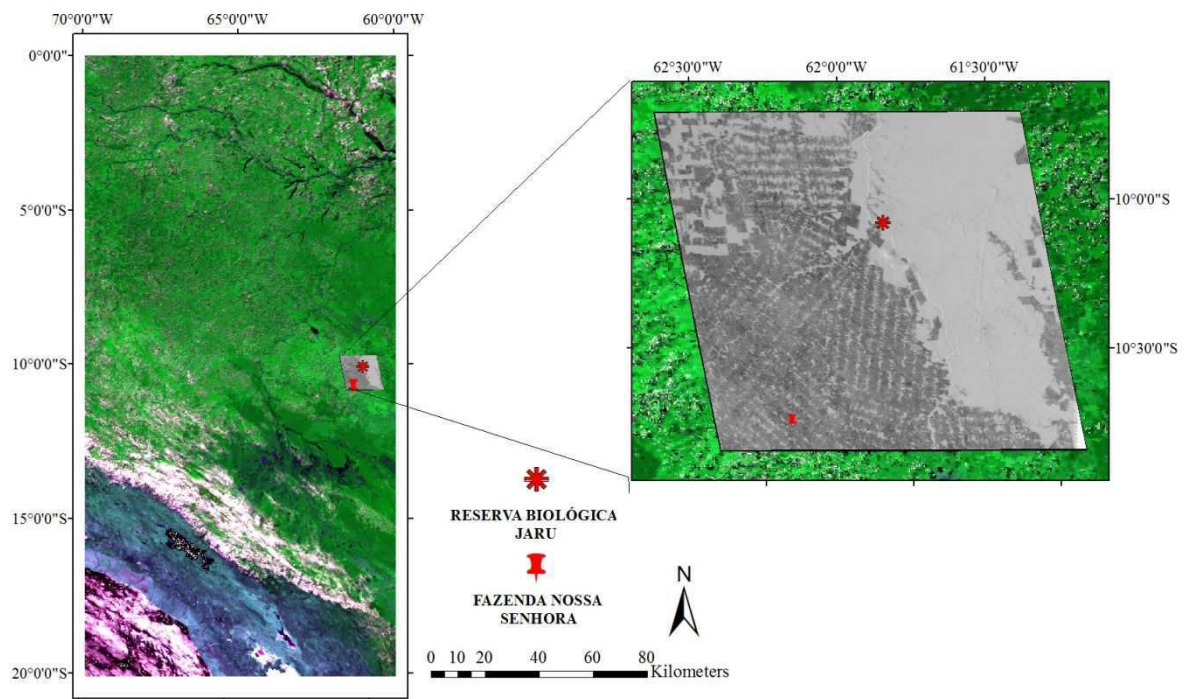 70°0'0"W 65°0'0"W 60°0'0"W
0°0'0"
5°0'0"S
10°0'0"S
15°0'0"S
20°0'0"S
62°30'0"W 62°0'0"W 61°30'0"W
10°0'0"S
10°30'0"S
RESERVA BIOLÓGICA
JARU
FAZENDA NOSSA
SENHORA
N
0 5 10 20 40 60 80
Kilometers